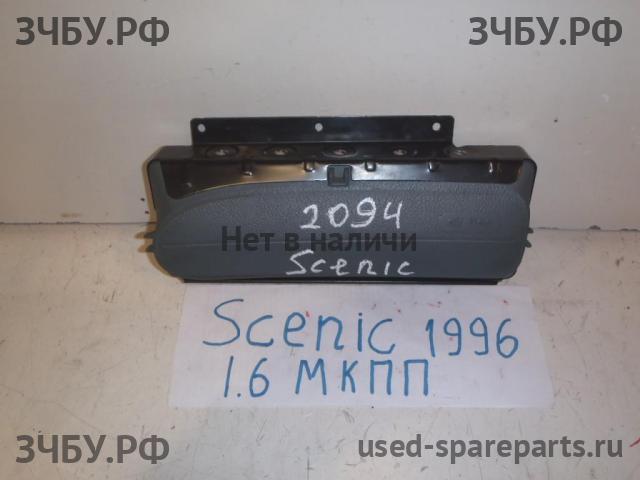 ЗЧБУ.РФ ЗЧБУ.РФ
2094
Нет в наличи
Scenic
Scenic 1996
1.6 МКПП
ЗЧБУ.РФ used-spareparts.ru